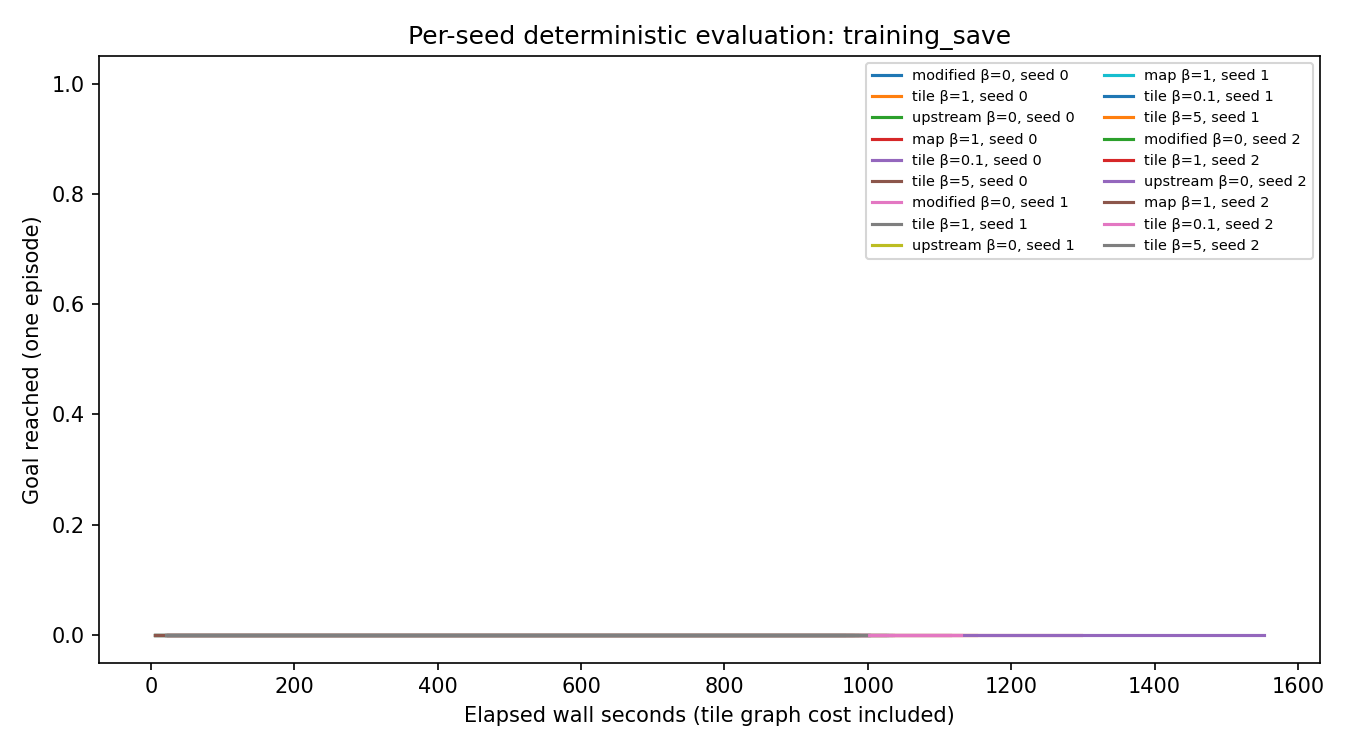 Per-seed deterministic evaluation: training_save
1.0
0.8
0.6
0.4
0.2
0.0
Goal reached (one episode)
modified β=0, seed 0
tile β=1, seed 0
upstream β=0, seed 0
map β=1, seed 0
tile β=0.1, seed 0
tile β=5, seed 0
modified β=0, seed 1
tile β=1, seed 1
upstream β=0, seed 1
map β=1, seed 1
tile β=0.1, seed 1
tile β=5, seed 1
modified β=0, seed 2
tile β=1, seed 2
upstream β=0, seed 2
map β=1, seed 2
tile β=0.1, seed 2
tile β=5, seed 2
0 200 400 600 800 1000 1200 1400 1600
Elapsed wall seconds (tile graph cost included)